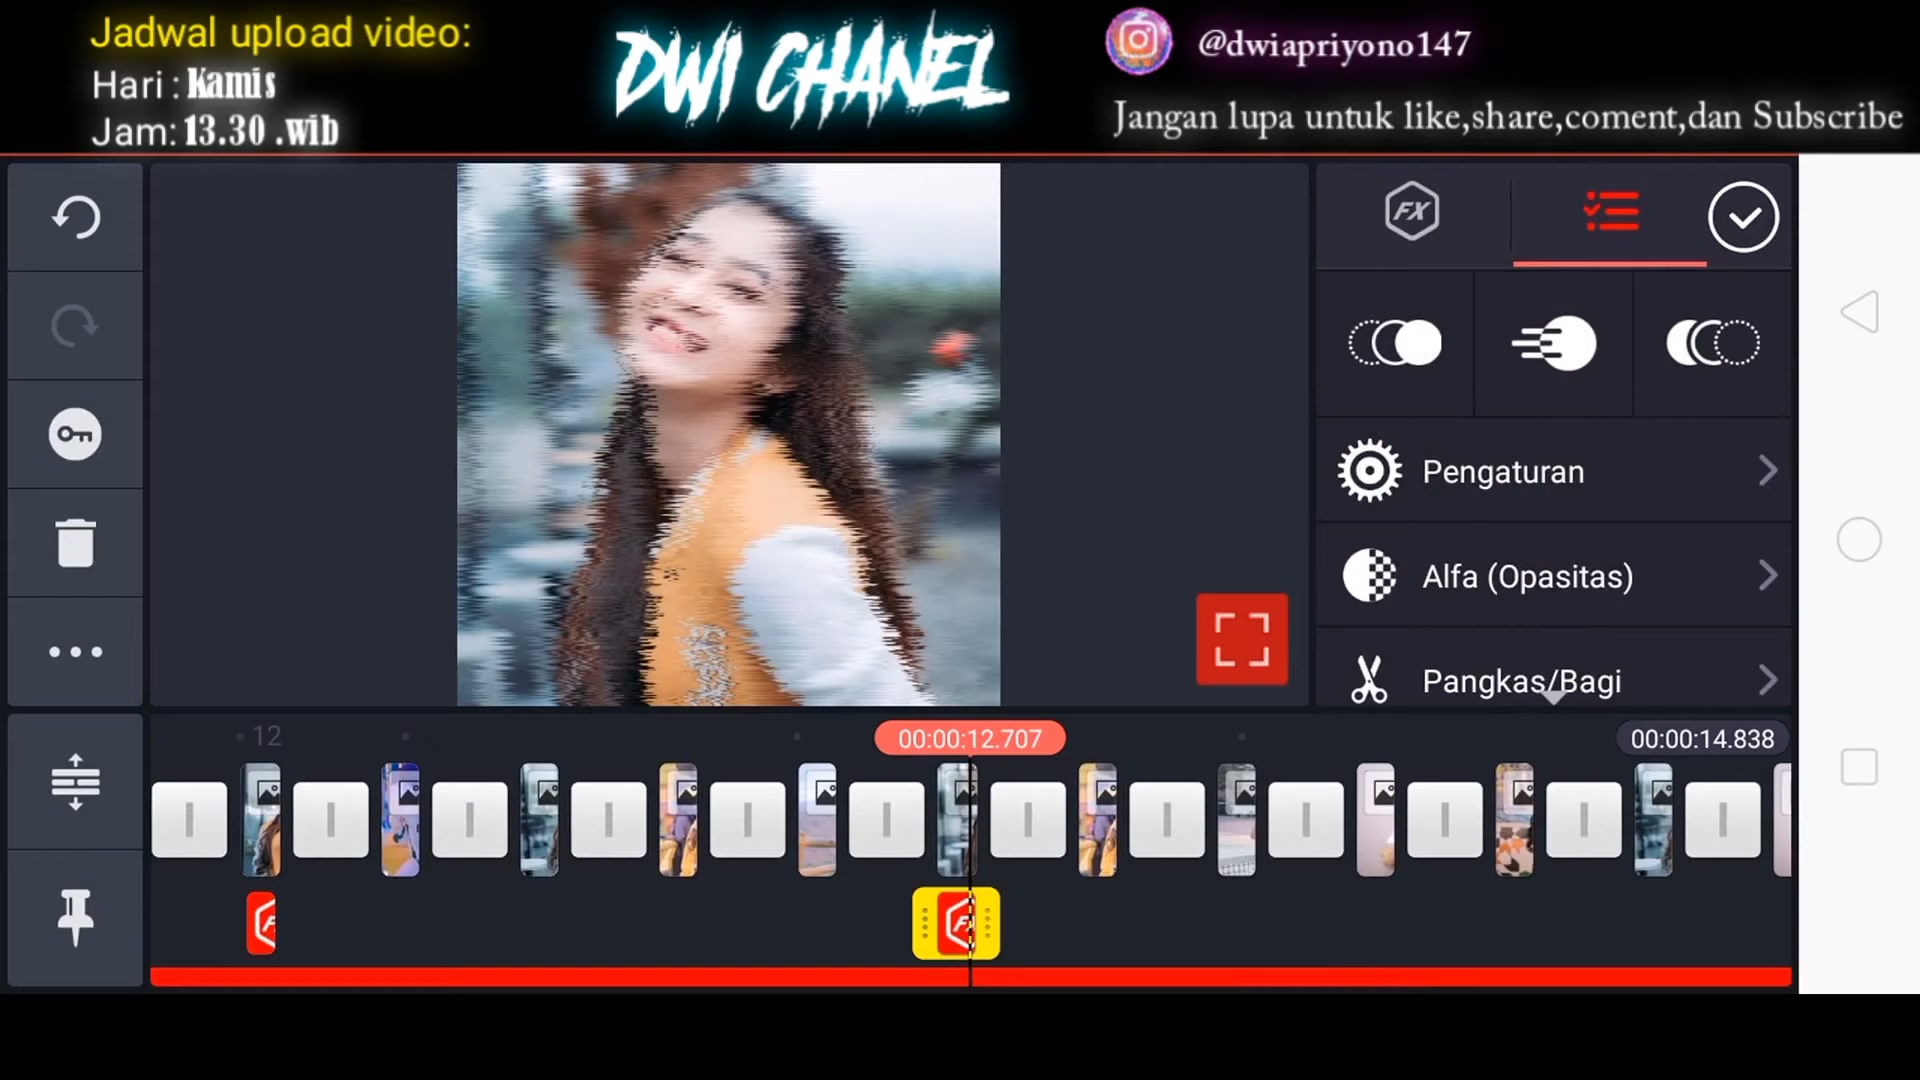 Jadwal upload video:
Hari : Kamis
Jam: 13.30 .wib
DWI CHANEL
@dwiapriyono147
Jangan lupa untuk like,share,coment,dan Subscribe
FX
Pengaturan
Alfa (Opasitas)
Pangkas/Bagi
12
00:00:12.707
00:00:14.838